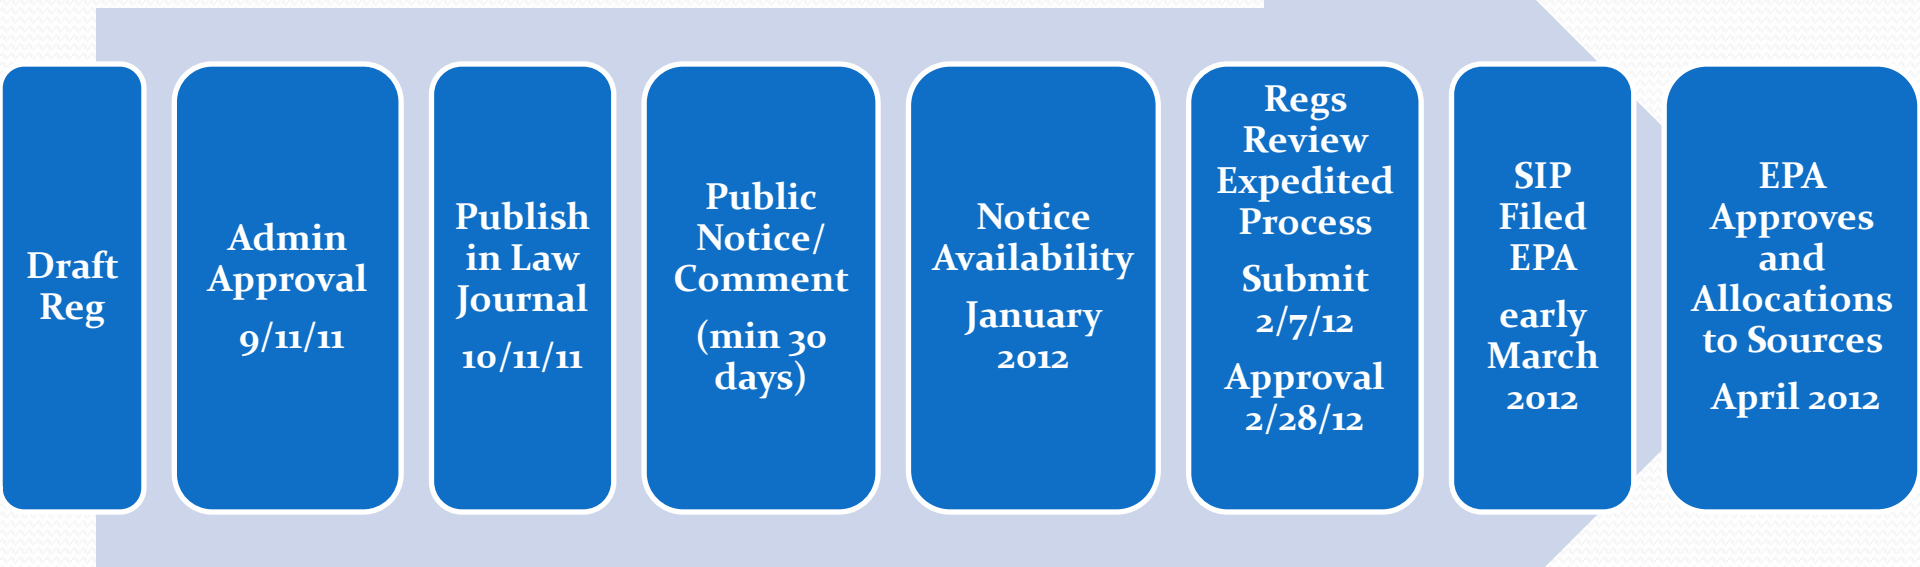 Draft
Reg
Admin
Approval
9/11/11
Publish
in Law
Journal
10/11/11
Public
Notice/
Comment
(min 30
days)
Notice
Availability
January
2012
Regs
Review
Expedited
Process
Submit
2/7/12
Approval
2/28/12
SIP
Filed
EPA
early
March
2012
EPA
Approves
and
Allocations
to Sources
April 2012